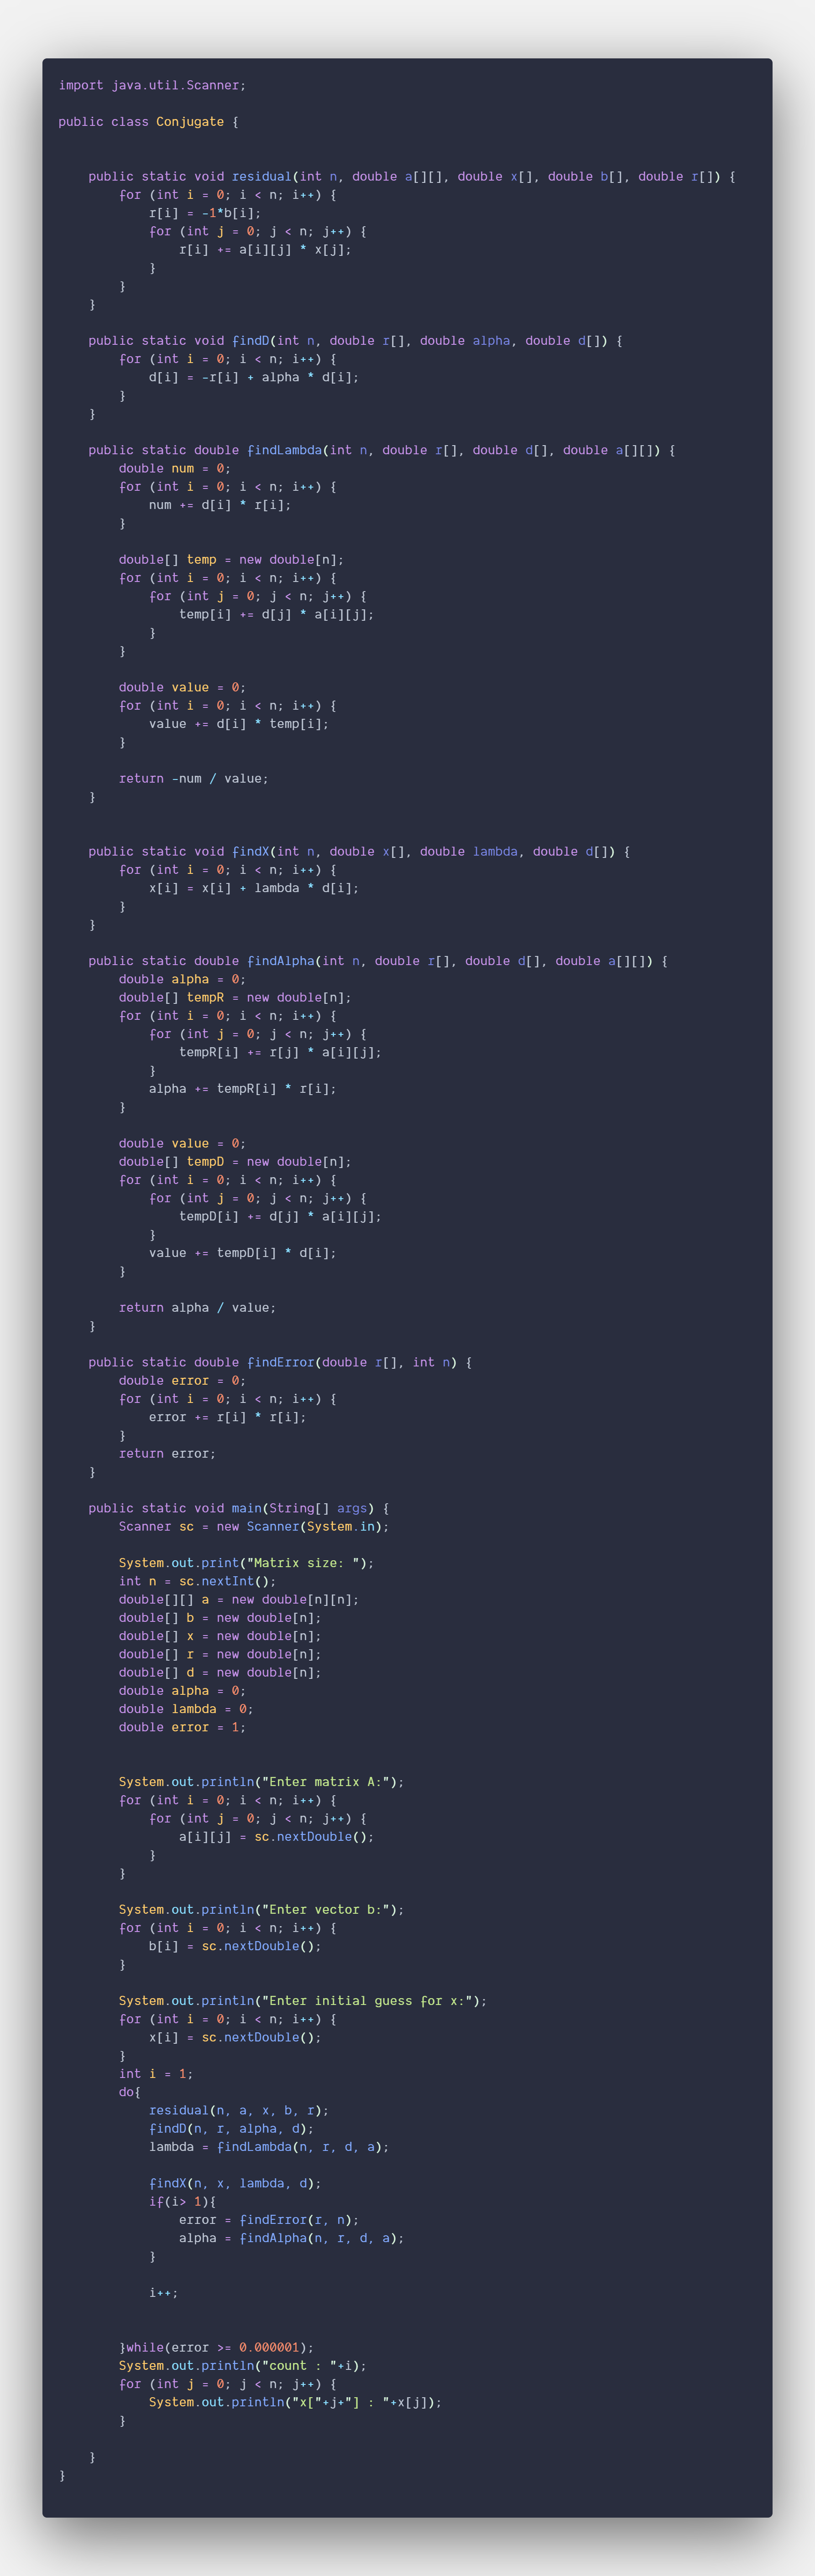 import java.util.Scanner;

public class Conjugate {


    public static void residual(int n, double a[][], double x[], double b[], double r[]) {
        for (int i = 0; i < n; i++) {
            r[i] = -1*b[i];
            for (int j = 0; j < n; j++) {
                r[i] += a[i][j] * x[j];
            }
        }
    }

    public static void findD(int n, double r[], double alpha, double d[]) {
        for (int i = 0; i < n; i++) {
            d[i] = -r[i] + alpha * d[i];
        }
    }

    public static double findLambda(int n, double r[], double d[], double a[][]) {
        double num = 0;
        for (int i = 0; i < n; i++) {
            num += d[i] * r[i];
        }

        double[] temp = new double[n];
        for (int i = 0; i < n; i++) {
            for (int j = 0; j < n; j++) {
                temp[i] += d[j] * a[i][j];
            }
        }

        double value = 0;
        for (int i = 0; i < n; i++) {
            value += d[i] * temp[i];
        }

        return -num / value;
    }


    public static void findX(int n, double x[], double lambda, double d[]) {
        for (int i = 0; i < n; i++) {
            x[i] = x[i] + lambda * d[i];
        }
    }

    public static double findAlpha(int n, double r[], double d[], double a[][]) {
        double alpha = 0;
        double[] tempR = new double[n];
        for (int i = 0; i < n; i++) {
            for (int j = 0; j < n; j++) {
                tempR[i] += r[j] * a[i][j];
            }
            alpha += tempR[i] * r[i];
        }

        double value = 0;
        double[] tempD = new double[n];
        for (int i = 0; i < n; i++) {
            for (int j = 0; j < n; j++) {
                tempD[i] += d[j] * a[i][j];
            }
            value += tempD[i] * d[i];
        }

        return alpha / value;
    }

    public static double findError(double r[], int n) {
        double error = 0;
        for (int i = 0; i < n; i++) {
            error += r[i] * r[i];
        }
        return error;
    }

    public static void main(String[] args) {
        Scanner sc = new Scanner(System.in);

        System.out.print("Matrix size: ");
        int n = sc.nextInt();
        double[][] a = new double[n][n];
        double[] b = new double[n];
        double[] x = new double[n];
        double[] r = new double[n];
        double[] d = new double[n];
        double alpha = 0;
        double lambda = 0;
        double error = 1;


        System.out.println("Enter matrix A:");
        for (int i = 0; i < n; i++) {
            for (int j = 0; j < n; j++) {
                a[i][j] = sc.nextDouble();
            }
        }

        System.out.println("Enter vector b:");
        for (int i = 0; i < n; i++) {
            b[i] = sc.nextDouble();
        }

        System.out.println("Enter initial guess for x:");
        for (int i = 0; i < n; i++) {
            x[i] = sc.nextDouble();
        }
        int i = 1;
        do{
            residual(n, a, x, b, r);
            findD(n, r, alpha, d);
            lambda = findLambda(n, r, d, a);

            findX(n, x, lambda, d);
            if(i> 1){
                error = findError(r, n);
                alpha = findAlpha(n, r, d, a);
            }

            i++;


        }while(error >= 0.000001);
        System.out.println("count : "+i);
        for (int j = 0; j < n; j++) {
            System.out.println("x["+j+"] : "+x[j]);
        }

    }
}